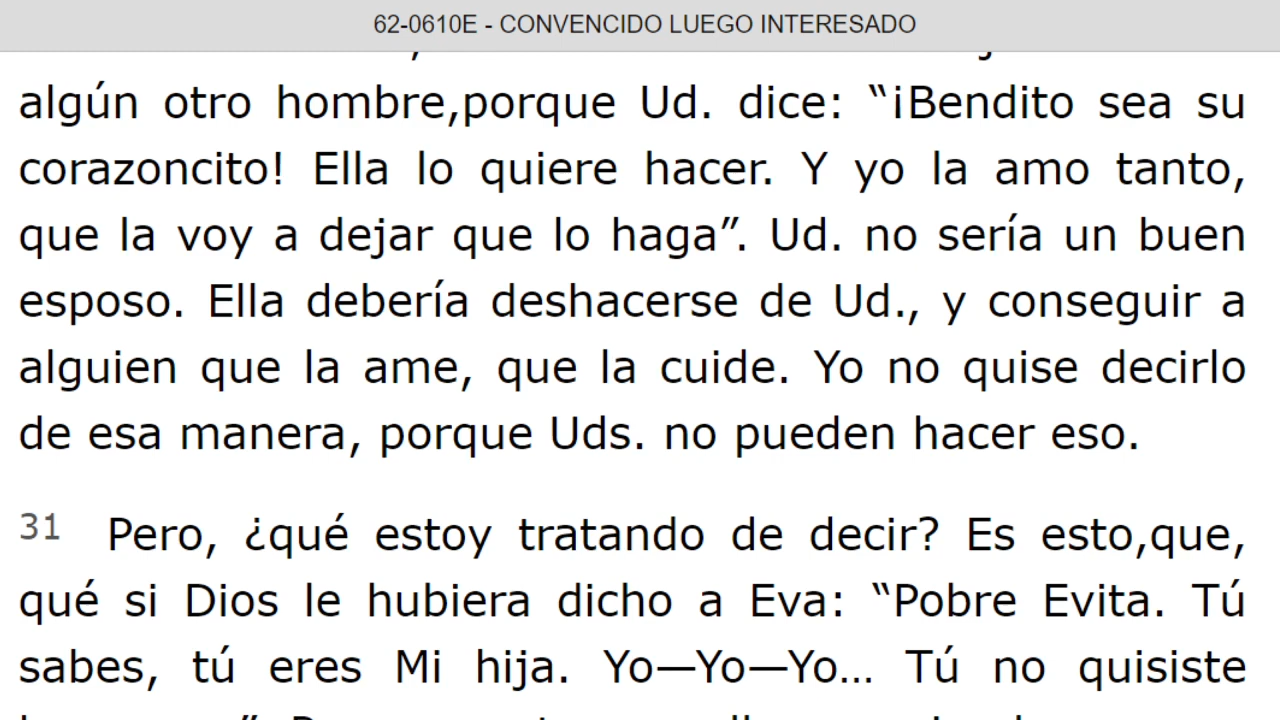 62-0610E - CONVENCIDO LUEGO INTERESADO
algún otro hombre,porque Ud. dice: “¡Bendito sea su
corazoncito! Ella lo quiere hacer. Y yo la amo tanto,
que la voy a dejar que lo haga”. Ud. no sería un buen
esposo. Ella debería deshacerse de Ud., y conseguir a
alguien que la ame, que la cuide. Yo no quise decirlo
de esa manera, porque Uds. no pueden hacer eso.
31 Pero, ¿qué estoy tratando de decir? Es esto,que,
qué si Dios le hubiera dicho a Eva: “Pobre Evita. Tú
sabes, tú eres Mi hija. Yo—Yo—Yo... Tú no quisiste